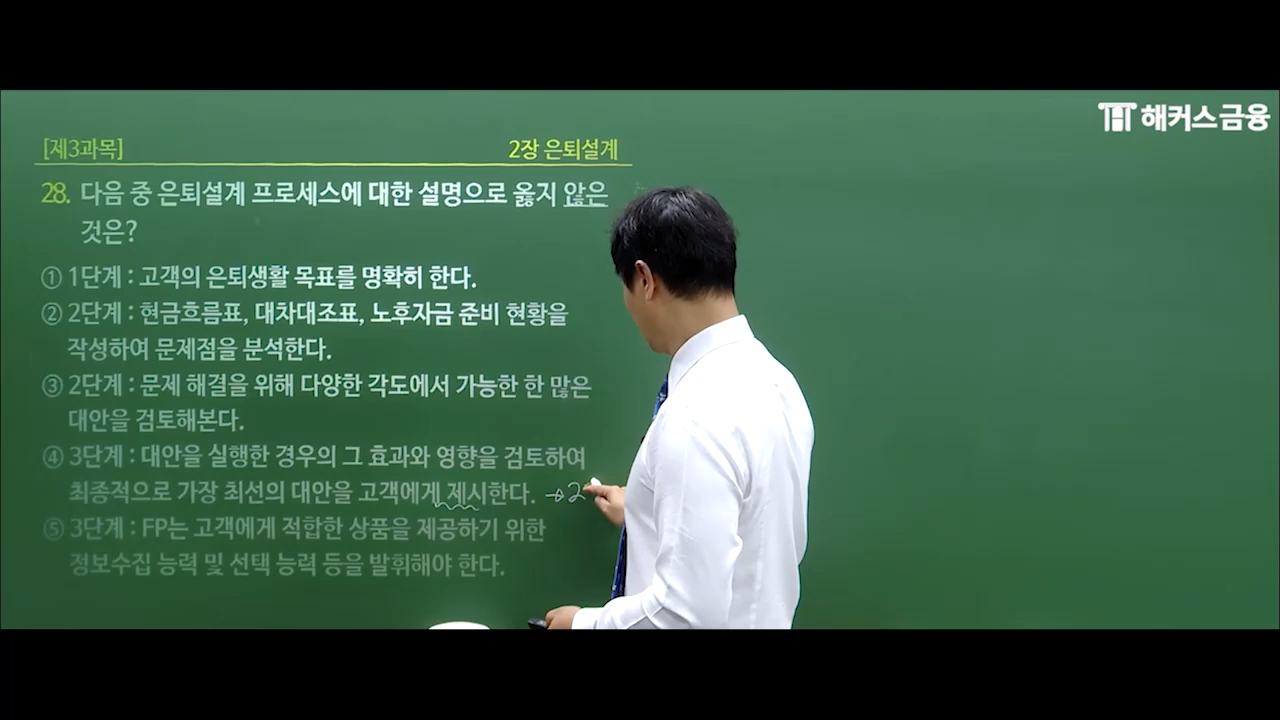 해커스금융
[제3과목] 2장 은퇴설계
28. 다음 중 은퇴설계 프로세스에 대한 설명으로 옳지 않은
것은?
① 1단계 : 고객의 은퇴생활 목표를 명확히 한다.
② 2단계 : 현금흐름표, 대차대조표, 노후자금 준비 현황을
작성하여 문제점을 분석한다.
③ 2단계 : 문제 해결을 위해 다양한 각도에서 가능한 한 많은
대안을 검토해본다.
④ 3단계 : 대안을 실행한 경우의 그 효과와 영향을 검토하여
최종적으로 가장 최선의 대안을 고객에게 제시한다. → 2
⑤ 3단계 : FP는 고객에게 적합한 상품을 제공하기 위한
정보수집 능력 및 선택 능력 등을 발휘해야 한다.